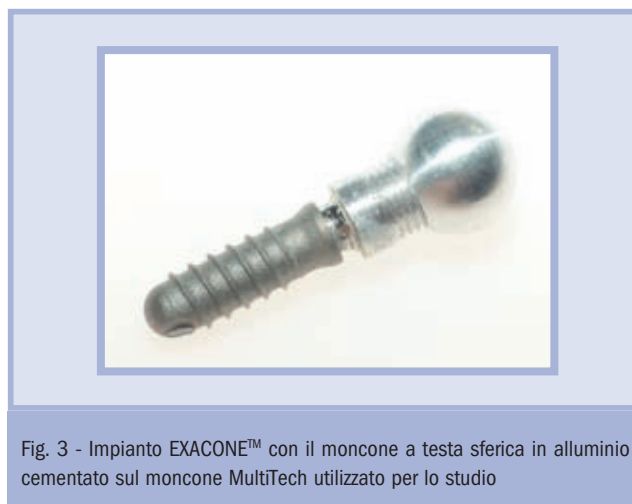 Fig. 3 - Impianto EXACONE™ con il moncone a testa sferica in alluminio
cementato sul moncone MultiTech utilizzato per lo studio